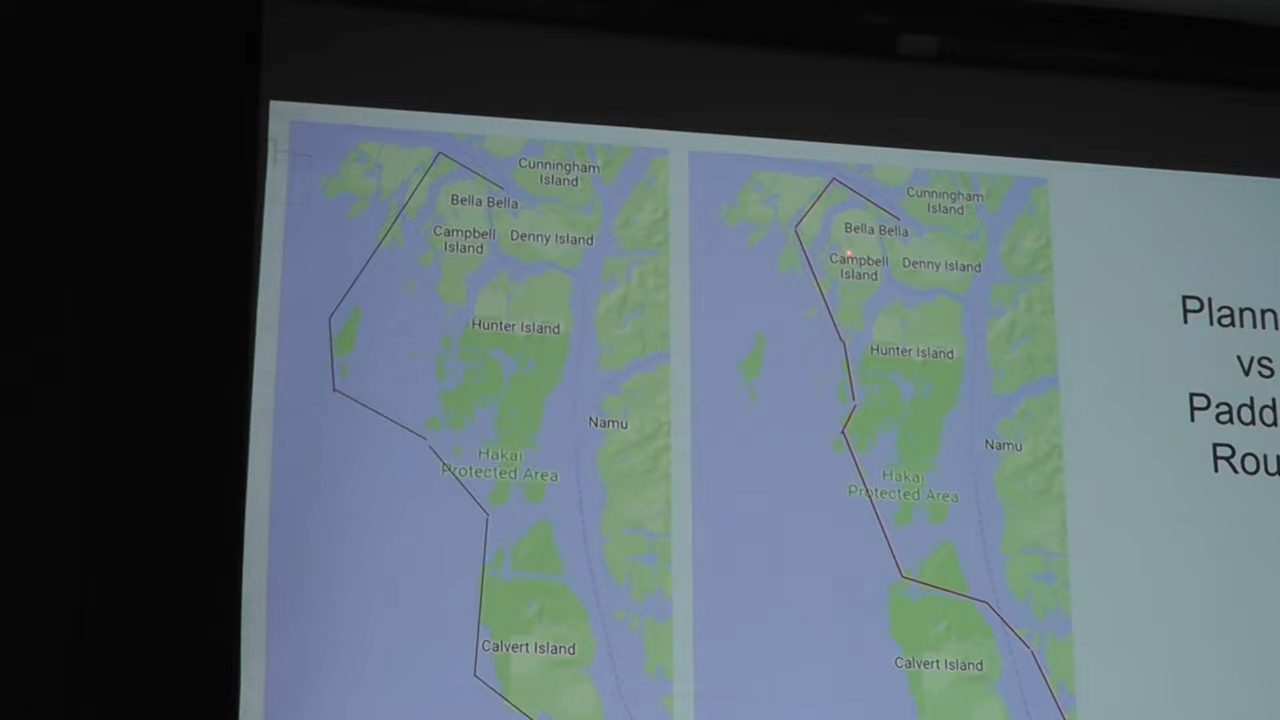 Cunningham
Island
Bella Bella
Campbell
Island
Denny Island
Hunter Island
Namu
Hakai
Protected Area
Calvert Island
Cunningham
Island
Bella Bella
Campbell
Island
Denny Island
Hunter Island
Namu
Hakai
Protected Area
Calvert Island
Plann
vs
Padd
Rou